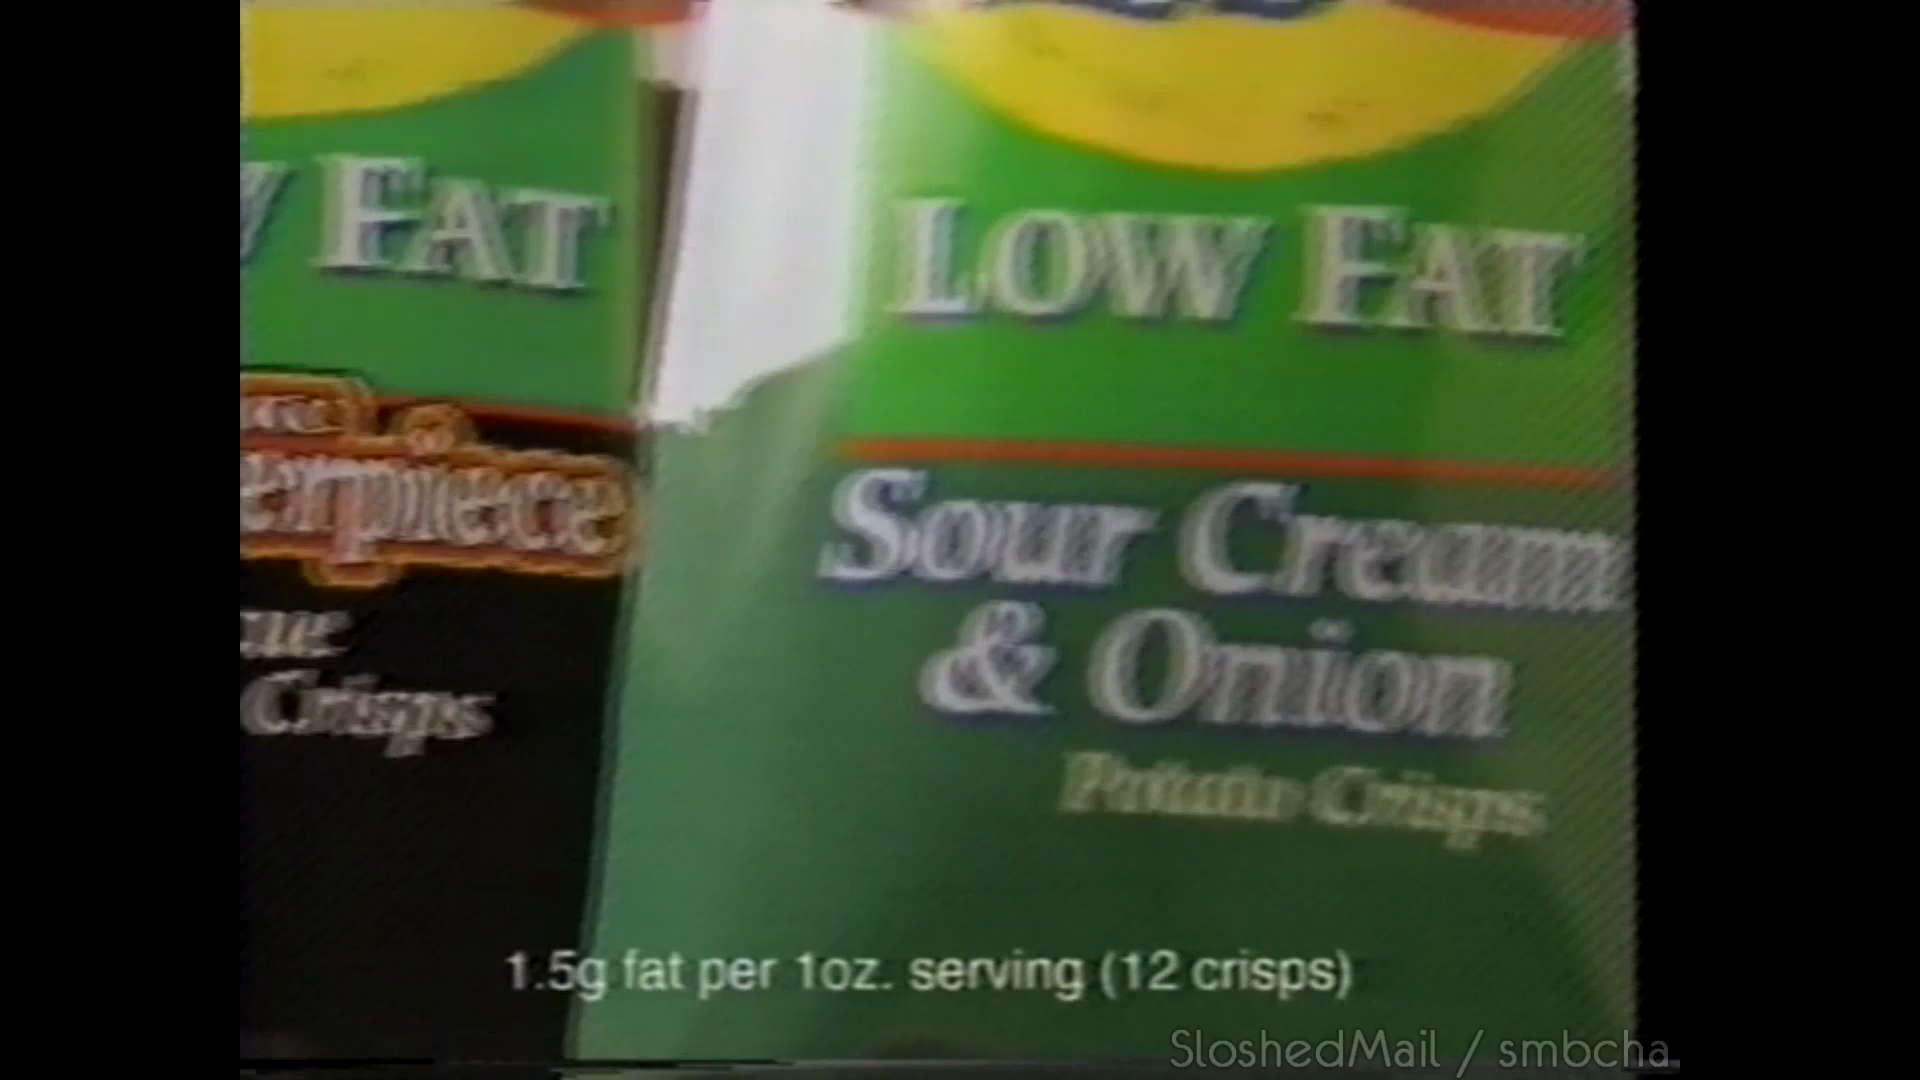 FAT
erpiece
Crisps
LOW FAT
Sour Cream
& Onion
Potato Crisps
1.5g fat per 1oz. serving (12 crisps)
SloshedMail / smbcha